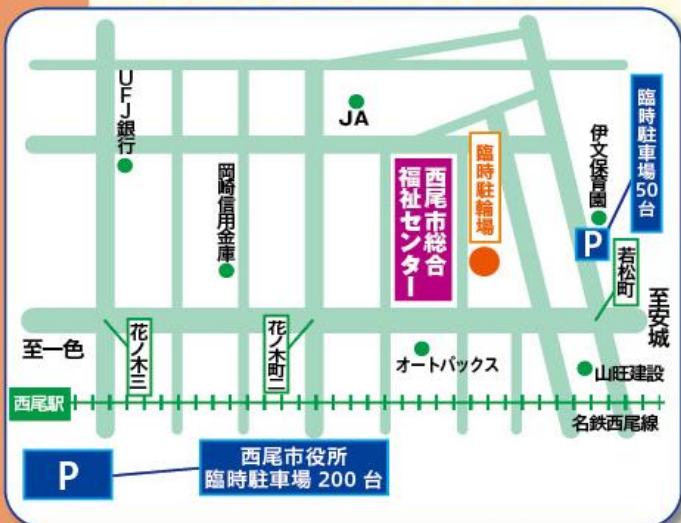 UFJ銀行
岡崎信用金庫
JA
西尾市総合
福祉センター
臨時駐輪場
伊文保育園
臨時駐車場50台
P
若松町
至安城
至一色
花ノ木三
花ノ木町二
オートバックス
山旺建設
西尾駅
名鉄西尾線
P
西尾市役所
臨時駐車場 200 台